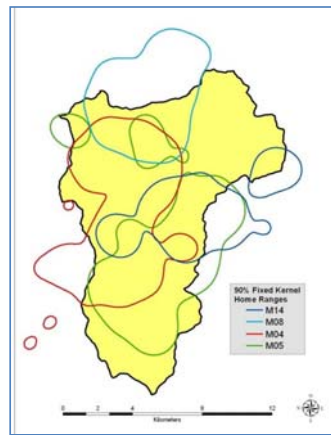 90% Fixed Kernel
Home Ranges
M14
M08
M04
M05
0 2 4 8 12
Kilometers